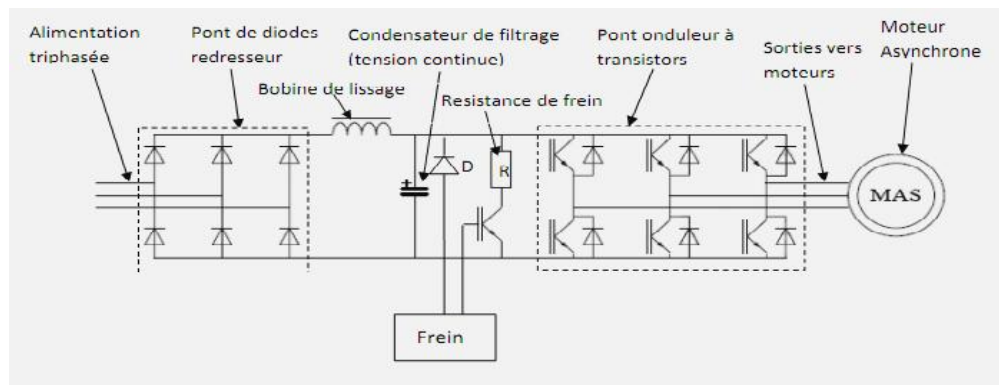 Alimentation
triphasée
Pont de diodes
redresseur
Condensateur de filtrage
(tension continue)
Pont onduleur à
transistors
Sorties vers
moteurs
Moteur
Asynchrone
Bobine de lissage
Resistance de frein
D
R
+
MAS
Frein